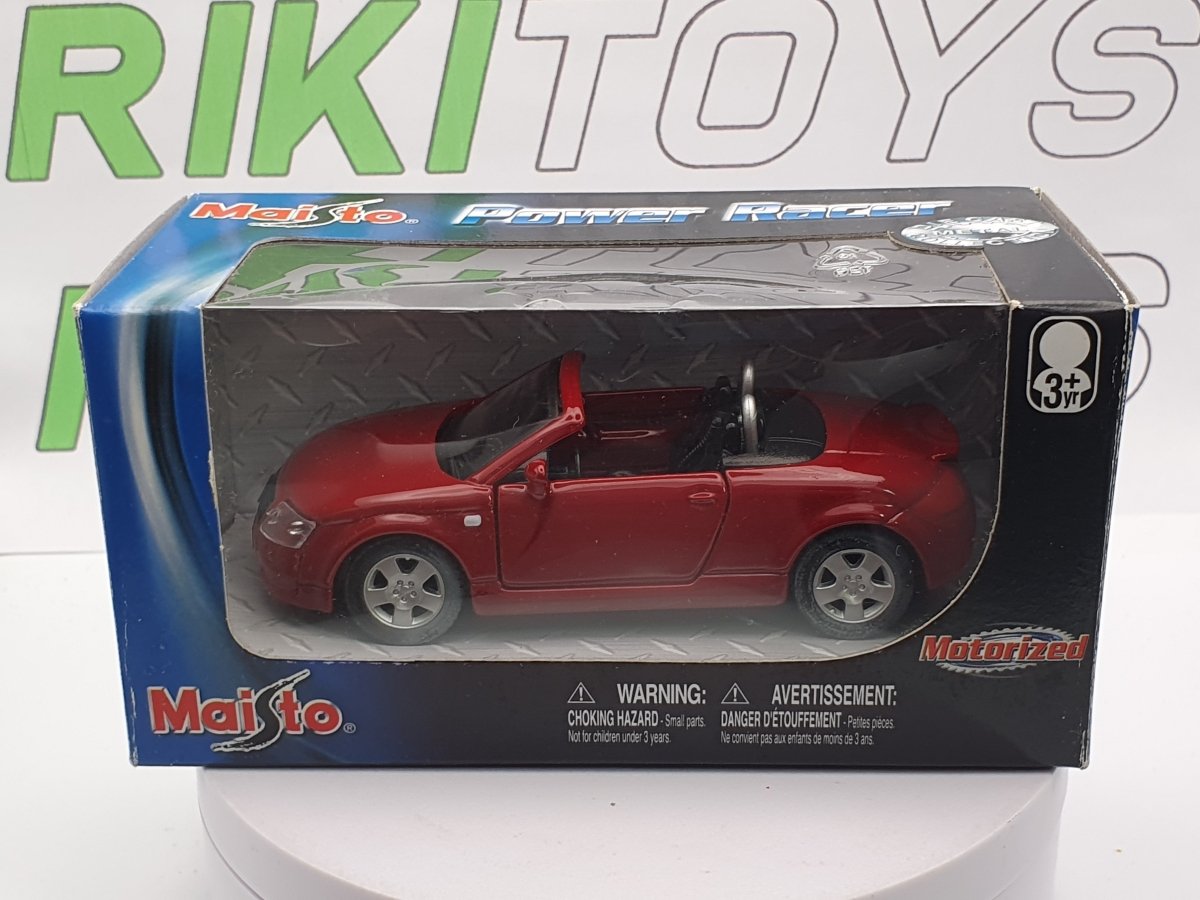 RIKITOYS
Maisto®
Power Racer
3+
yr
Motorized
Maisto®
WARNING:
CHOKING HAZARD - Small parts.
Not for children under 3 years.
AVERTISSEMENT:
DANGER D'ÉTOUFFEMENT - Petites pièces.
Ne convient pas aux enfants de moins de 3 ans.